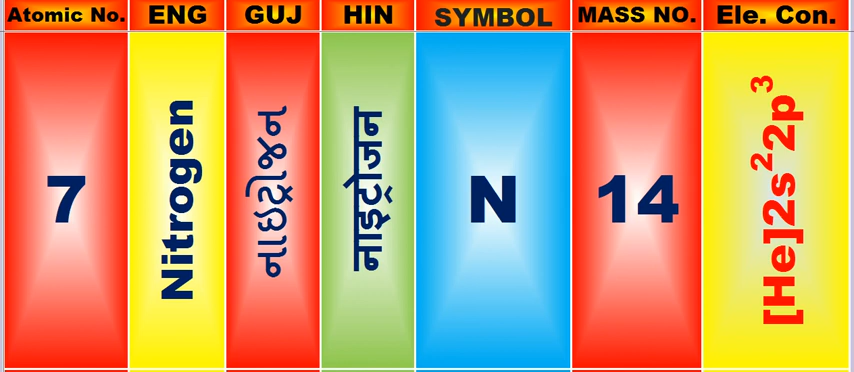 Atomic No. ENG GUJ HIN SYMBOL MASS NO. Ele. Con.
7 Nitrogen નાઇટ્રોજન नाइट्रोजन N 14 [He]2s²2p³